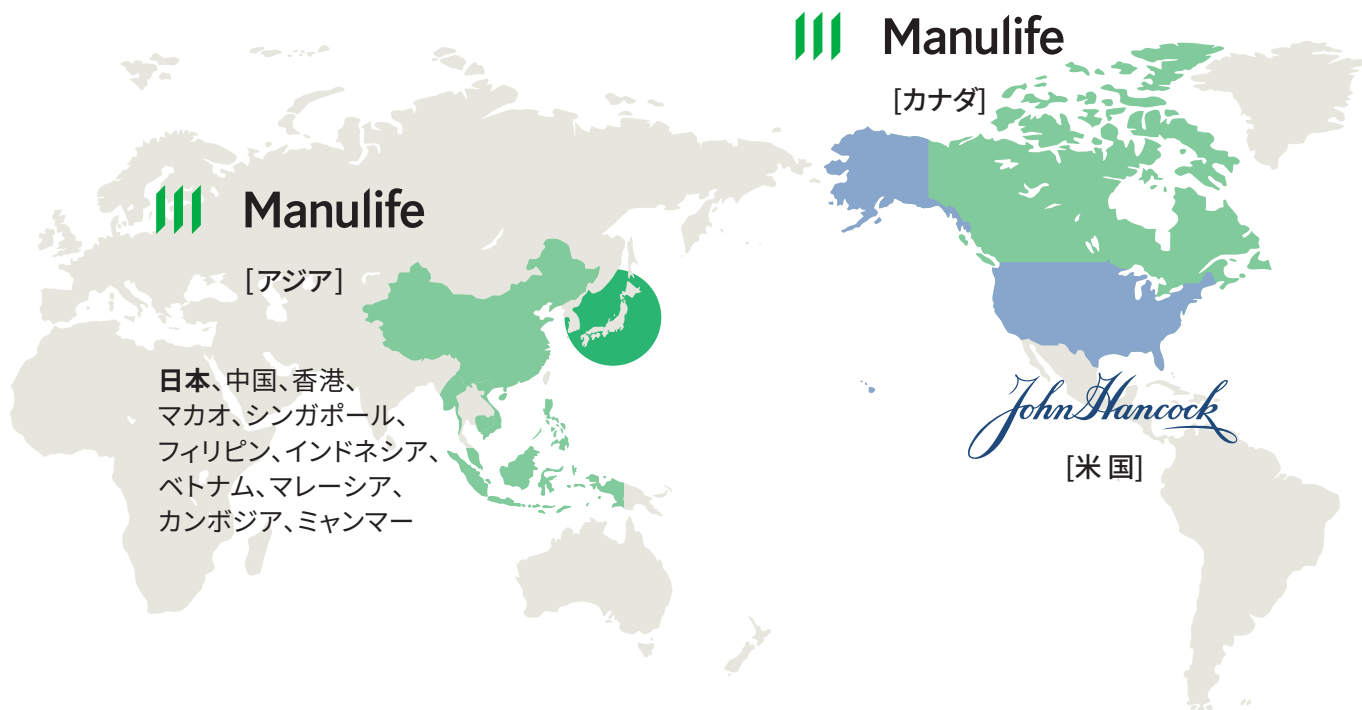 Manulife
[カナダ]
Manulife
[アジア]
日本、中国、香港、
マカオ、シンガポール、
フィリピン、インドネシア、
ベトナム、マレーシア、
カンボジア、ミャンマー
John Hancock
[米 国]